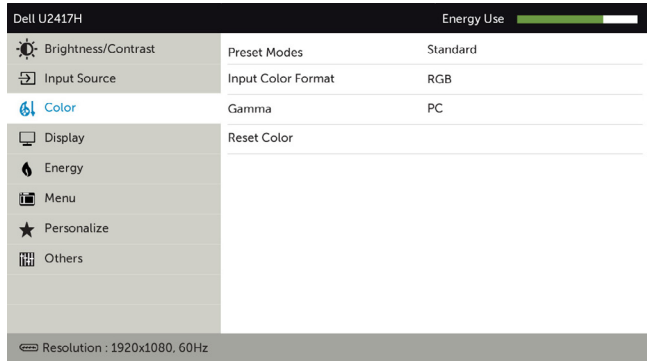 Dell U2417H Energy Use
Brightness/Contrast Preset Modes Standard
Input Source Input Color Format RGB
Color Gamma PC
Display Reset Color
Energy
Menu
Personalize
Others
Resolution : 1920x1080, 60Hz